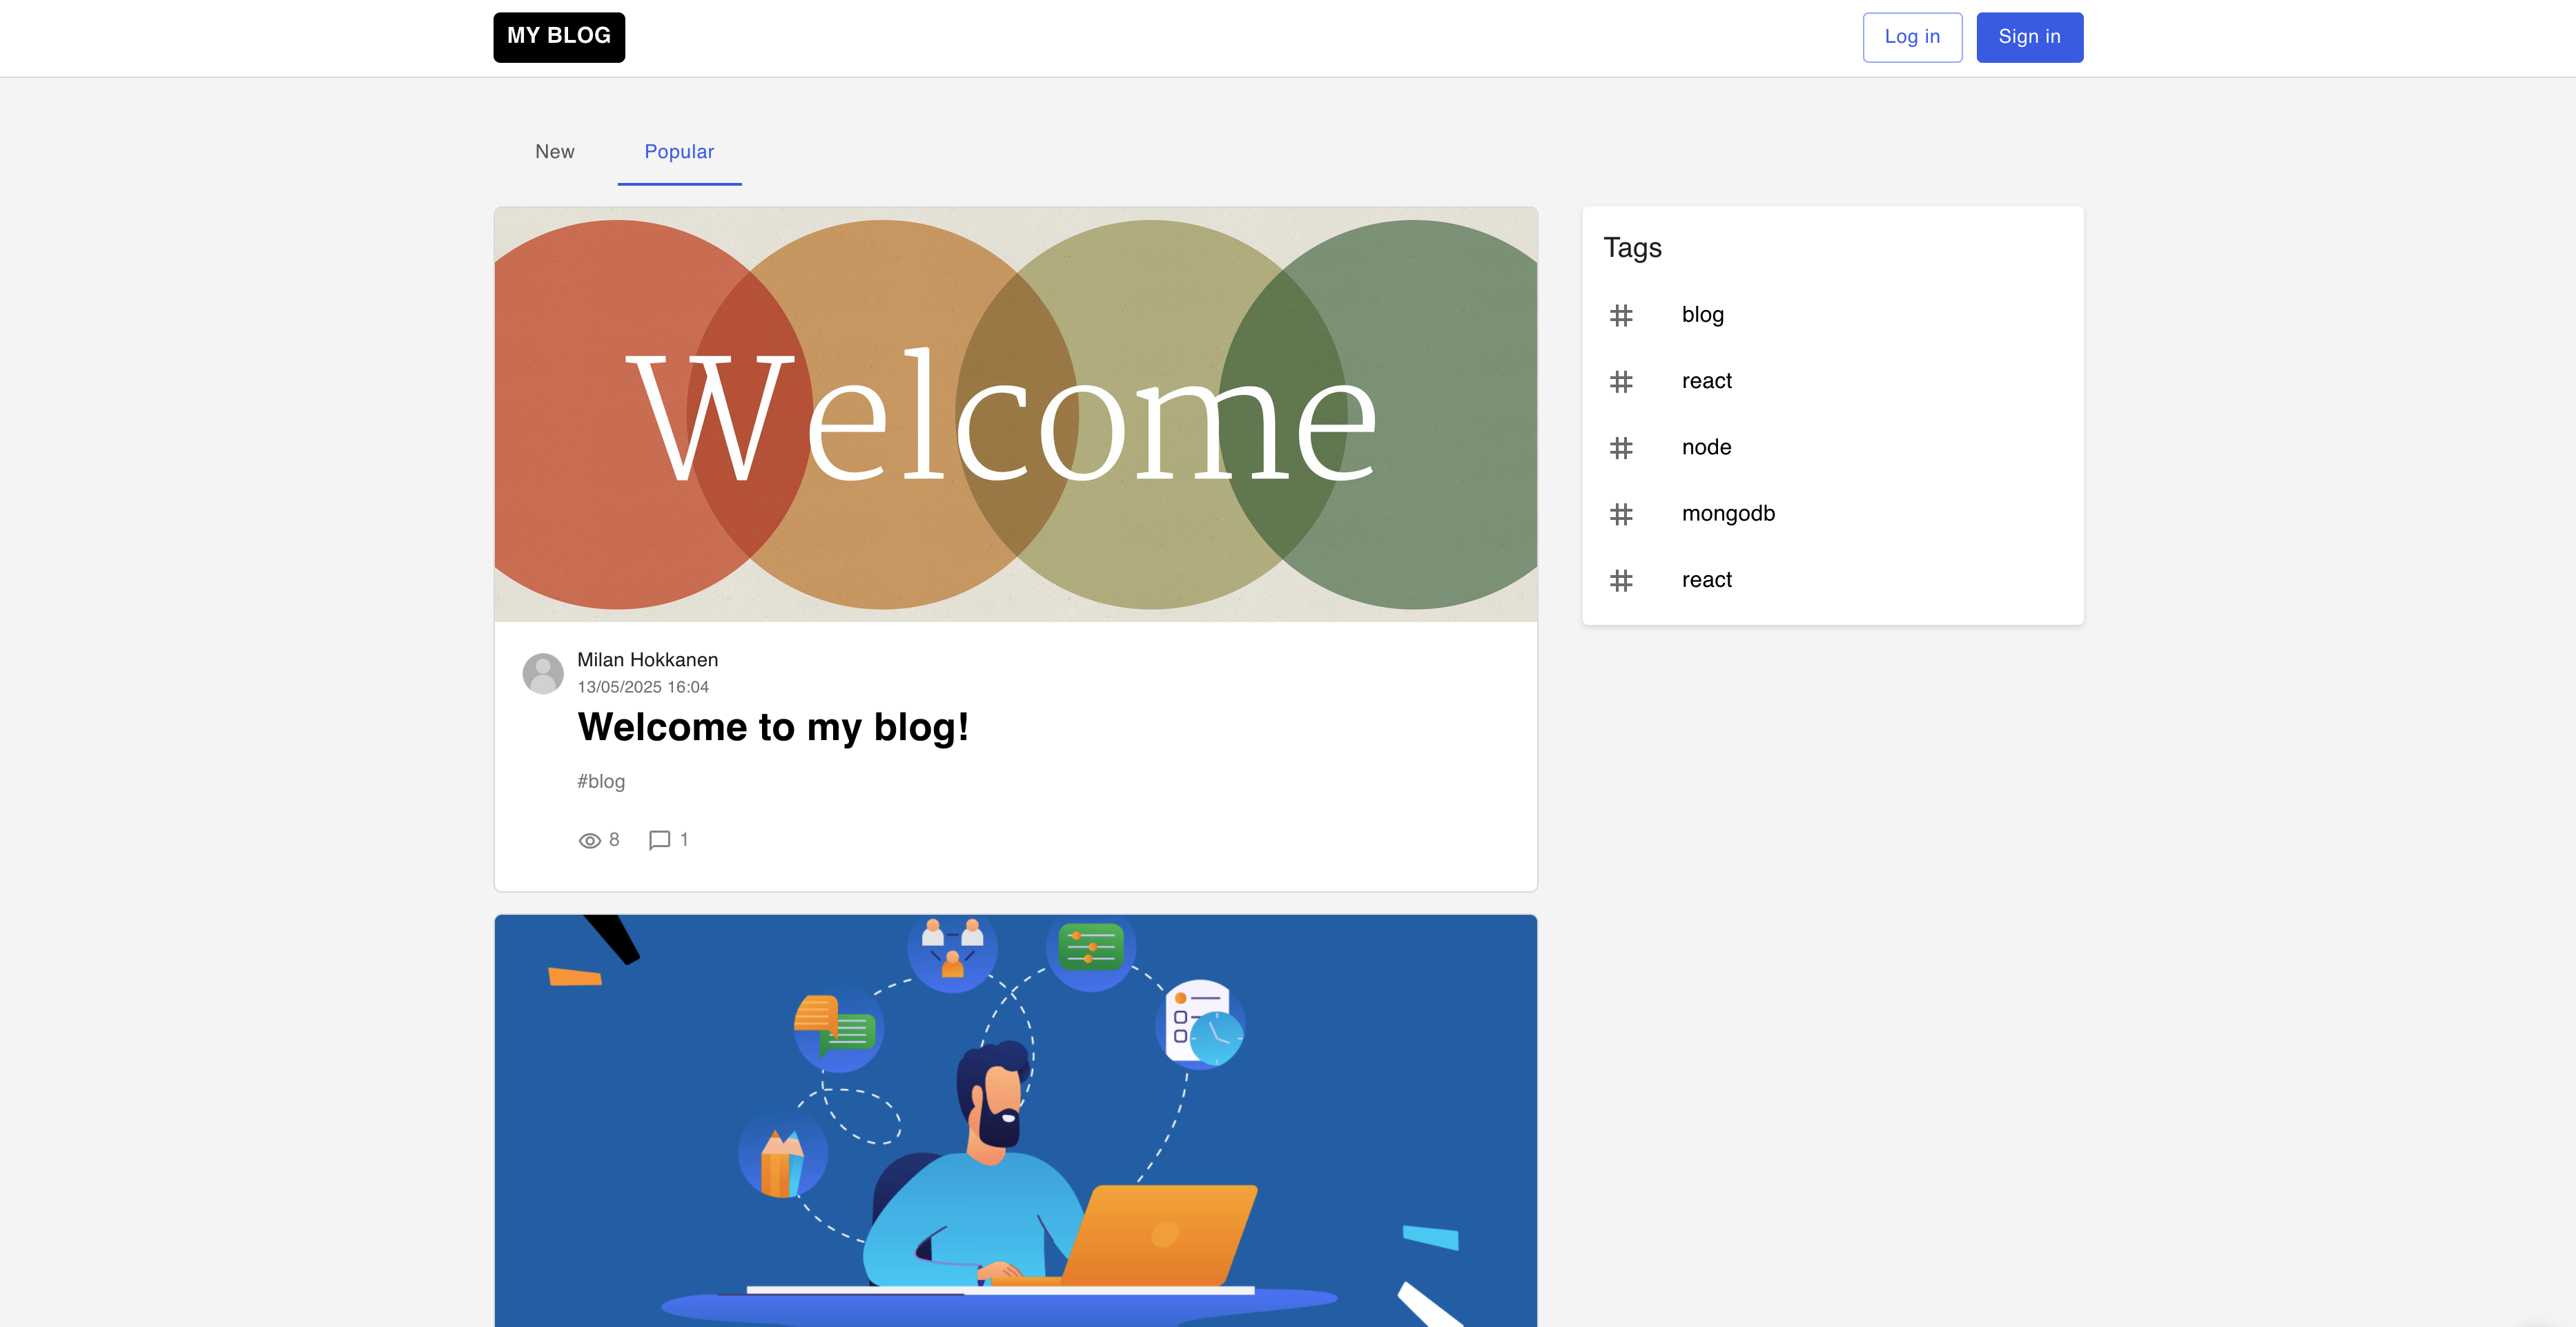 MY BLOG
Log in
Sign in
New
Popular
Welcome
Milan Hokkanen
13/05/2025 16:04
Welcome to my blog!
#blog
8
1
Tags
# blog
# react
# node
# mongodb
# react